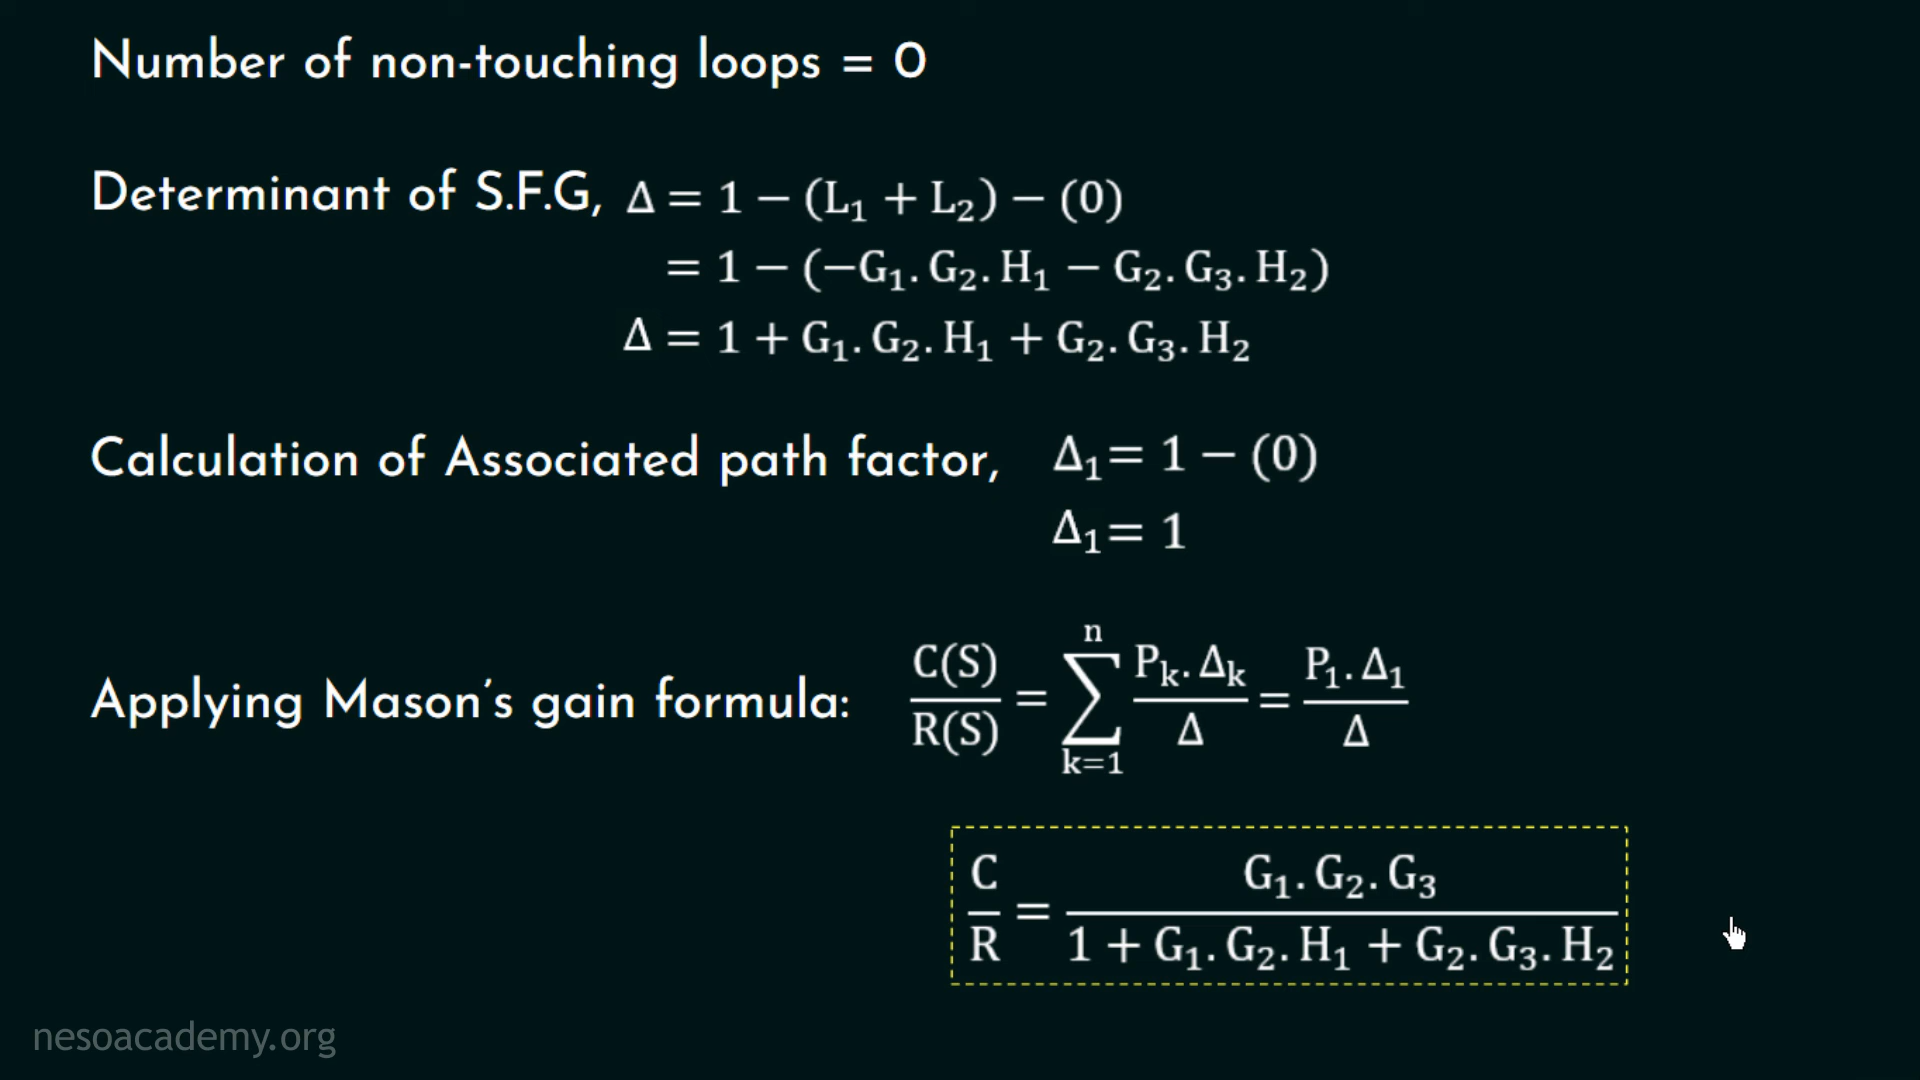 Number of non-touching loops = 0
Determinant of S.F.G, Δ = 1 − (L₁ + L₂) − (0)
= 1 − (−G₁. G₂. H₁ − G₂. G₃. H₂)
Δ = 1 + G₁. G₂. H₁ + G₂. G₃. H₂
Calculation of Associated path factor, Δ₁= 1 − (0)
Δ₁= 1
Applying Mason’s gain formula: C(S)/R(S) = ∑ₖ₌₁ⁿ Pₖ. Δₖ/Δ = P₁. Δ₁/Δ
C/R = G₁. G₂. G₃/1 + G₁. G₂. H₁ + G₂. G₃. H₂
nesoacademy.org